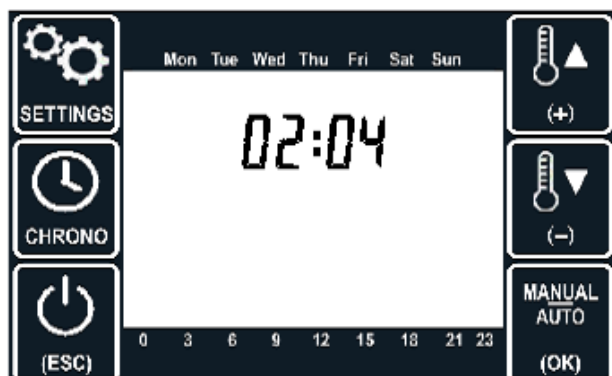 SETTINGS
CHRONO
(ESC)
Mon Tue Wed Thu Fri Sat Sun
02:04
0 3 6 9 12 15 18 21 23
(+)
(–)
MANUAL
AUTO
(OK)